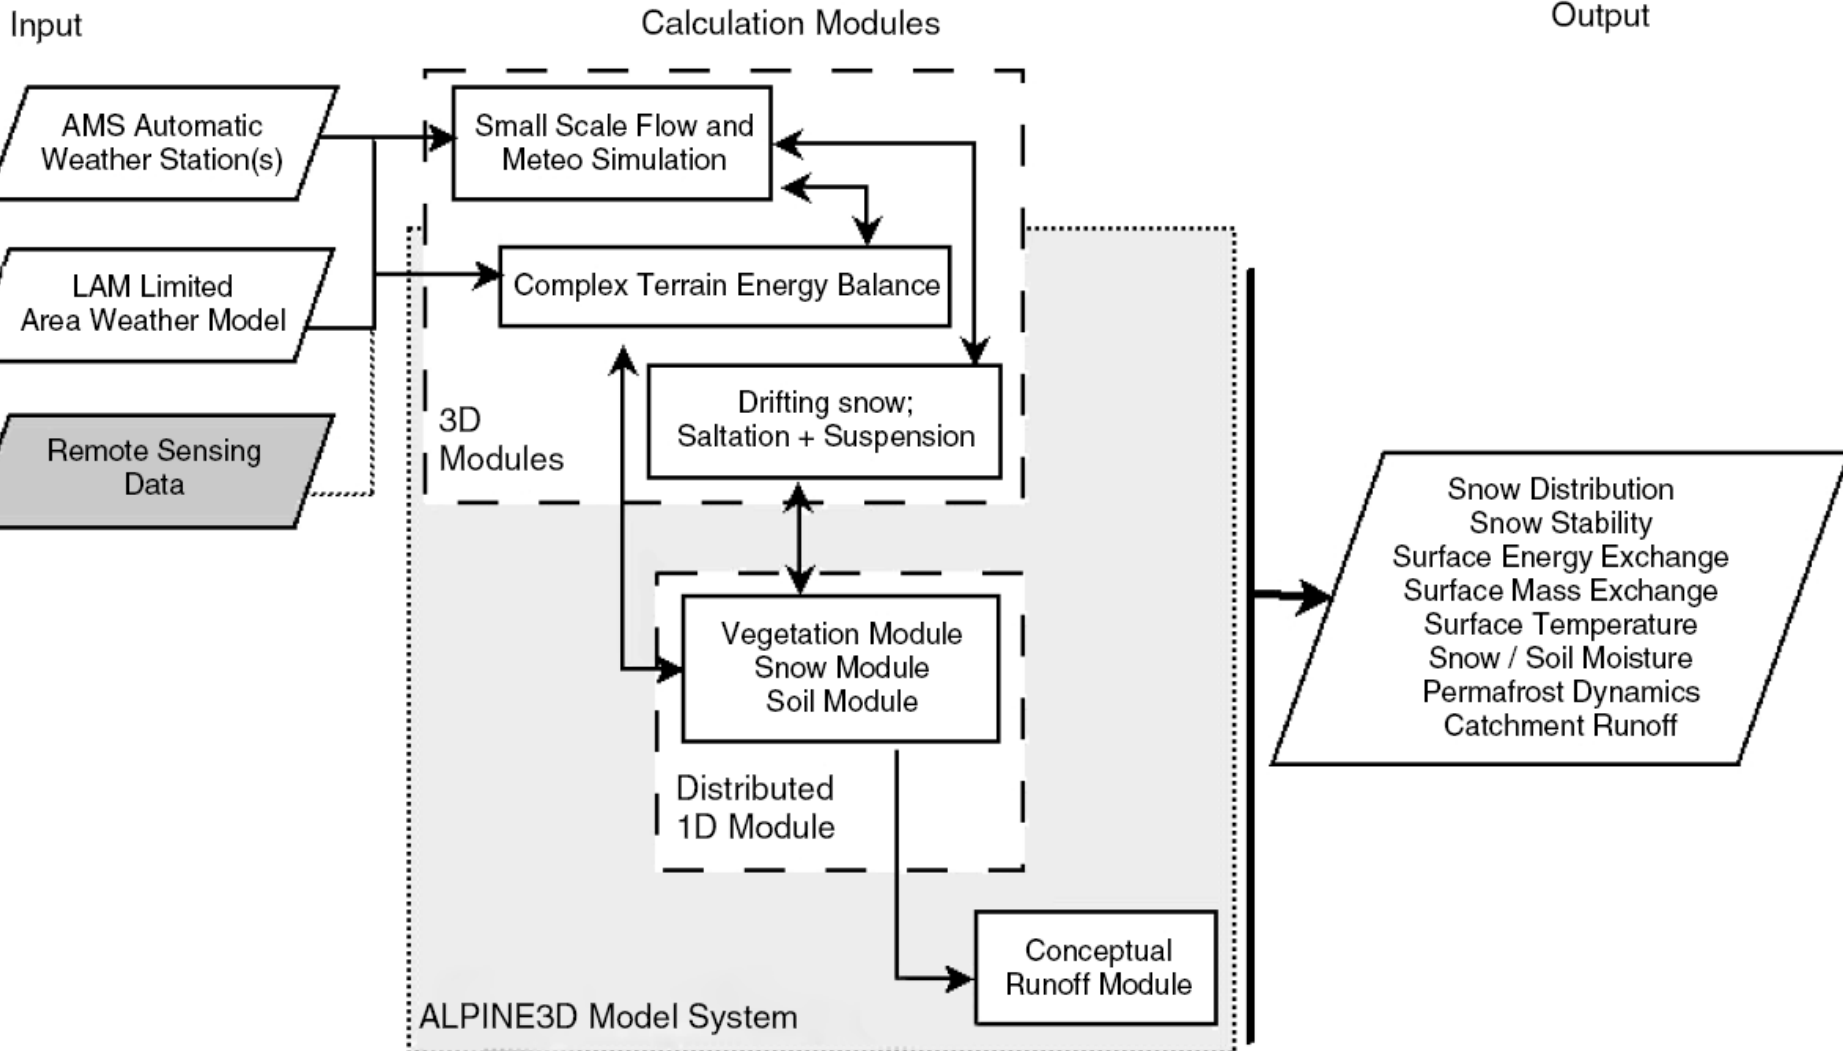 Input
Calculation Modules
Output
AMS Automatic
Weather Station(s)
Small Scale Flow and
Meteo Simulation
LAM Limited
Area Weather Model
Complex Terrain Energy Balance
Remote Sensing
Data
3D
Modules
Drifting snow;
Saltation + Suspension
Vegetation Module
Snow Module
Soil Module
Distributed
1D Module
Conceptual
Runoff Module
ALPINE3D Model System
Snow Distribution
Snow Stability
Surface Energy Exchange
Surface Mass Exchange
Surface Temperature
Snow / Soil Moisture
Permafrost Dynamics
Catchment Runoff